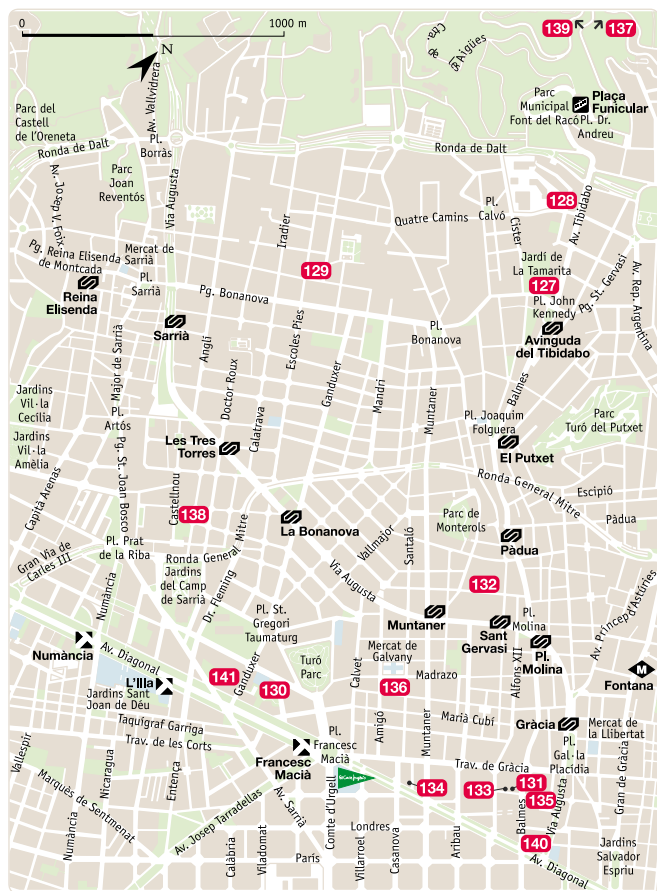 0
1000 m
N
139
137
Ctra. de
les Aigües
Av. Vallvidrera
Parc
Municipal
Font del Racó
Plaça
Funicular
Pl. Dr.
Andreu
Parc del
Castell
de l'Oreneta
Ronda de Dalt
Pl.
Borràs
Ronda de Dalt
Parc
Joan
Reventós
Via Augusta
Av. J.
V. Foix
128
Av. Tibidabo
Pl.
Calvó
Quatre Camins
Cister
Iradier
Pg. Reina Elisenda
de Montcada
Mercat de
Sarrià
Pl.
Sarrià
Reina
Elisenda
129
Jardí de
La Tamarita
127
Pl. John
Kennedy
Pg. St. Gervasi
Av. Rep. Argentina
Pg. Bonanova
Sarrià
Pl.
Bonanova
Avinguda
del Tibidabo
Major de Sarrià
Anglí
Doctor Roux
Escoles Pies
Ganduxer
Mandri
Muntaner
Balmes
Jardins
Vil·la
Cecilia
Jardins
Vil·la
Amèlia
Pl.
Artós
Calatrava
Pl. Joaquim
Folguera
Parc
Turó del Putxet
Les Tres
Torres
El Putxet
Pg. St. Joan Bosco
Capità Arenas
Castellnou
138
Ronda General Mitre
Escipió
Pàdua
La Bonanova
Vallmajor
Santaló
Parc de
Monterols
Pàdua
Gran Via de
Carles III
Pl. Prat
de la Riba
Ronda General Mitre
Jardins
del Camp
de Sarrià
Dr. Fleming
Via Augusta
132
Numància
Pl. St.
Gregori
Taumaturg
Muntaner
Sant
Gervasi
Pl.
Molina
Pl.
Molina
Av. Príncep d'Astúries
Numància
Av. Diagonal
L'Illa
Jardins Sant
Joan de Déu
141
Ganduxer
130
Turó
Parc
Calvet
Mercat de
Galvany
136
Madrazo
Alfons XII
Fontana
Taquígraf Garriga
Trav. de les Corts
Amigó
Muntaner
Marià Cubí
Gràcia
Mercat de
la Llibertat
Pl.
Francesc
Macià
Francesc
Macià
Pl.
Gal·la
Placídia
Vallespir
Nicaragua
Entença
Trav. de Gràcia
Gran de Gràcia
El Corte Inglés
134
133
131
135
Marquès de Sentmenat
Av. Josep Tarradellas
Av. Sarrià
Comte d'Urgell
Londres
Aribau
Balmes
Via Augusta
140
Numància
Calàbria
Viladomat
París
Villarroel
Casanova
Av. Diagonal
Jardins
Salvador
Espriu